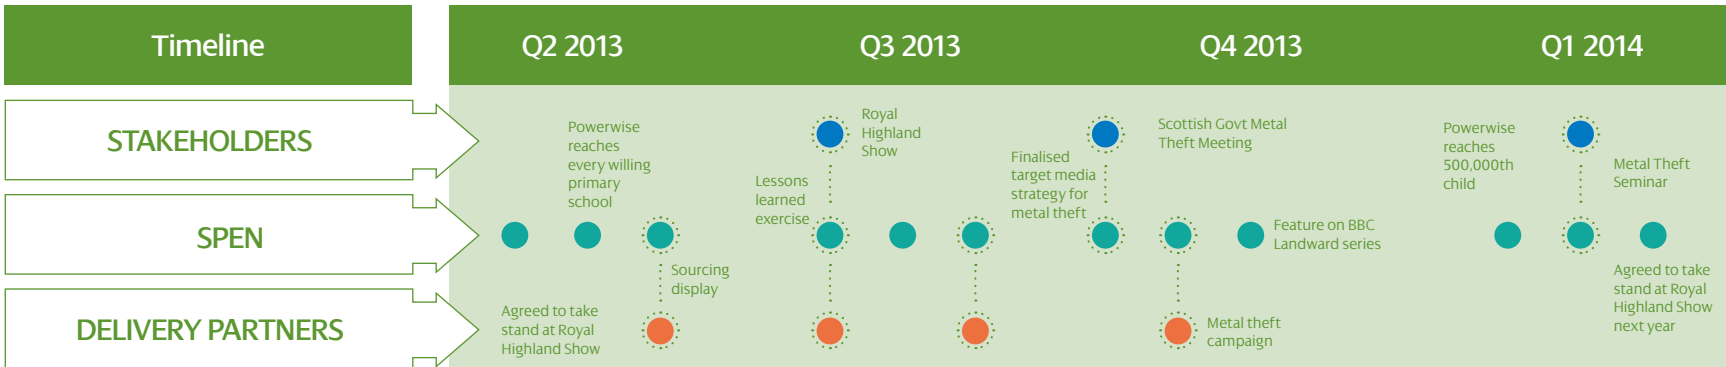 Timeline
Q2 2013
Q3 2013
Q4 2013
Q1 2014
STAKEHOLDERS
Powerwise
reaches
every willing
primary
school
Royal
Highland
Show
Lessons
learned
exercise
Finalised
target media
strategy for
metal theft
Scottish Govt Metal
Theft Meeting
Powerwise
reaches
500,000th
child
Metal Theft
Seminar
SPEN
Feature on BBC
Landward series
Sourcing
display
Agreed to take
stand at Royal
Highland Show
next year
DELIVERY PARTNERS
Agreed to take
stand at Royal
Highland Show
Metal theft
campaign